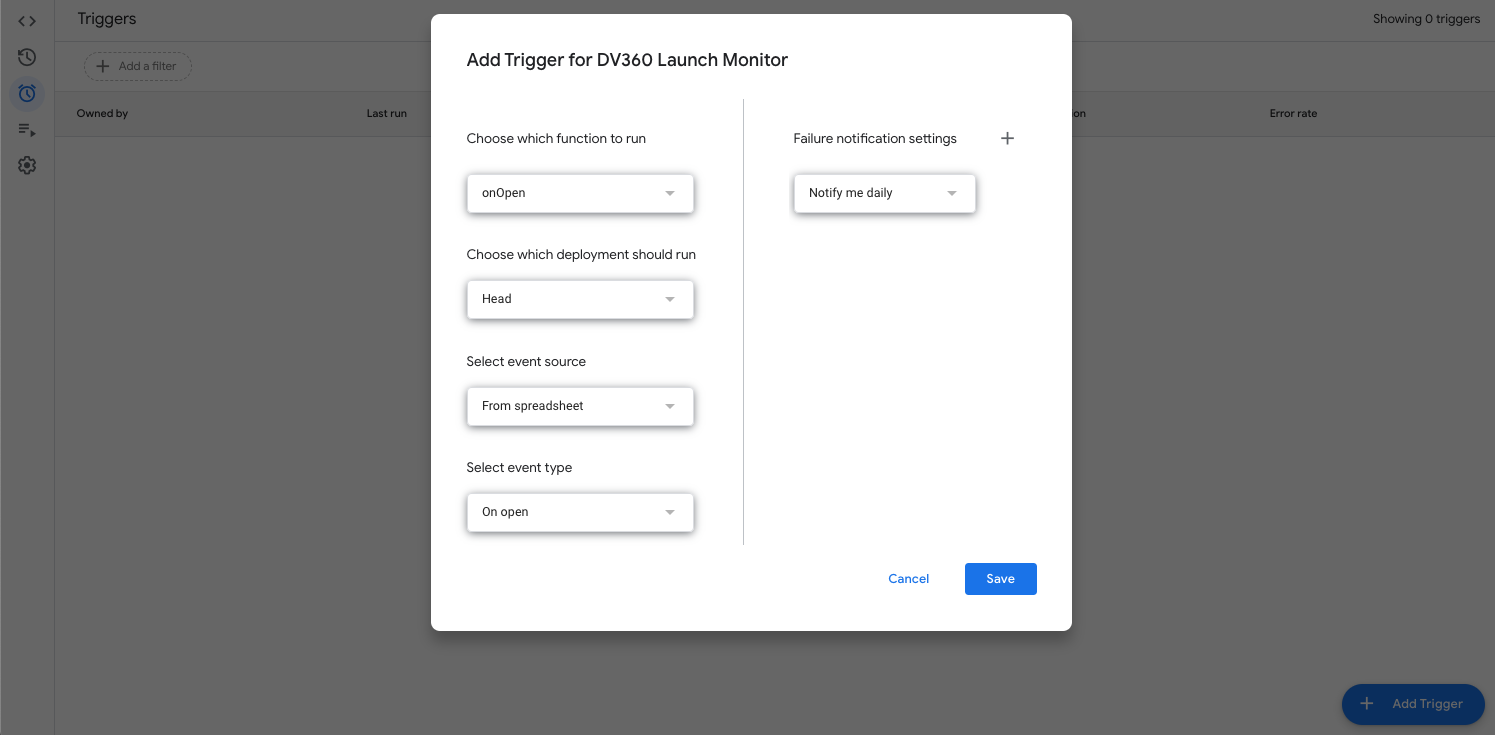 Triggers
Showing 0 triggers
Add a filter
Owned by
Last run
Error rate
Add Trigger for DV360 Launch Monitor
Choose which function to run
onOpen
Choose which deployment should run
Head
Select event source
From spreadsheet
Select event type
On open
Failure notification settings
Notify me daily
Cancel
Save
Add Trigger